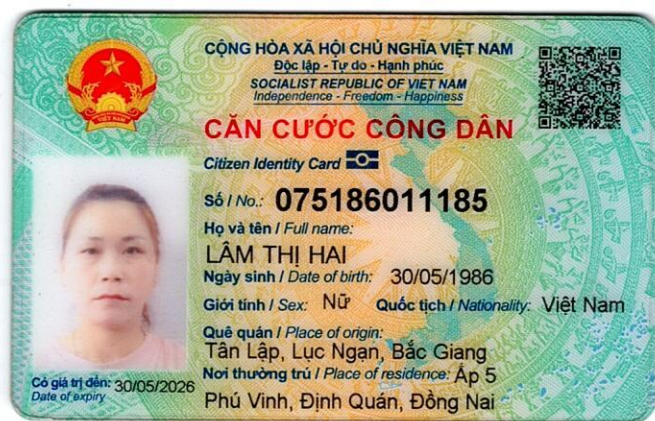 CỘNG HÒA XÃ HỘI CHỦ NGHĨA VIỆT NAM
Độc lập - Tự do - Hạnh phúc
SOCIALIST REPUBLIC OF VIET NAM
Independence - Freedom - Happiness
CĂN CƯỚC CÔNG DÂN
Citizen Identity Card
Số / No.: 075186011185
Họ và tên / Full name:
LÂM THỊ HAI
Ngày sinh / Date of birth: 30/05/1986
Giới tính / Sex: Nữ Quốc tịch / Nationality: Việt Nam
Quê quán / Place of origin:
Tân Lập, Lục Ngạn, Bắc Giang
Nơi thường trú / Place of residence: Ấp 5
Phú Vinh, Định Quán, Đồng Nai
Có giá trị đến: 30/05/2026
Date of expiry
VIỆT NAM